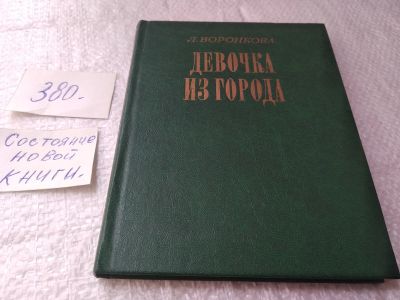 Л. ВОРОНКОВА
ДЕВОЧКА
ИЗ ГОРОДА
380.-
Состояние
новой
книги.